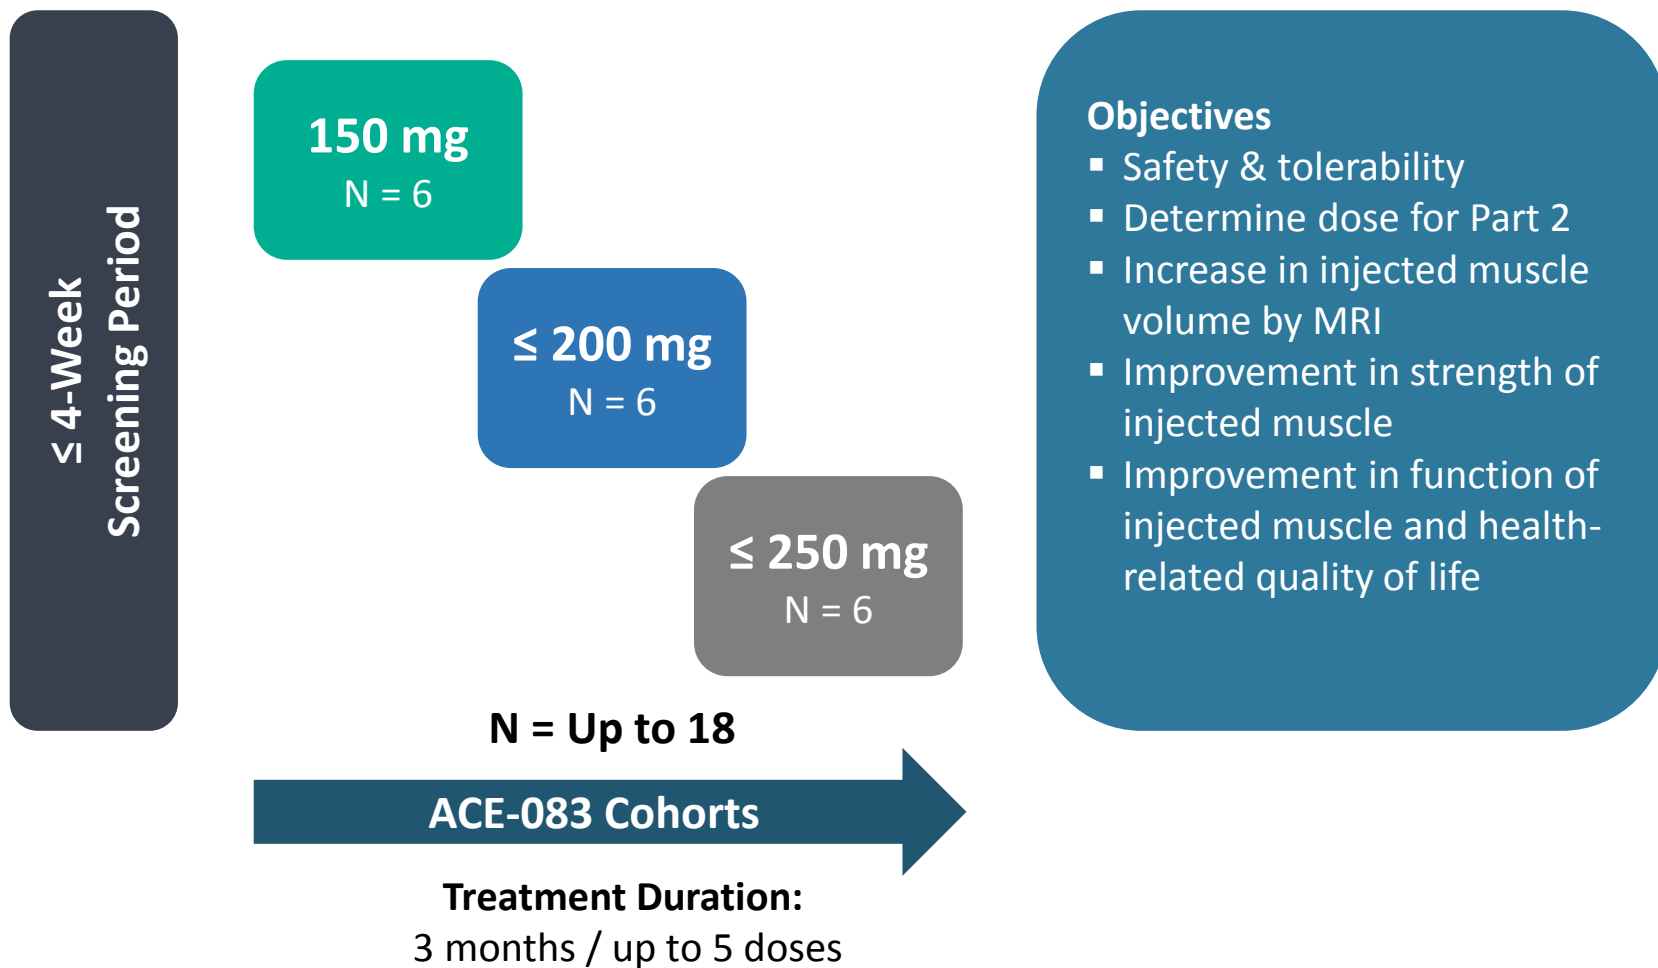 ≤ 4-Week
Screening Period
150 mg
N = 6
≤ 200 mg
N = 6
≤ 250 mg
N = 6
N = Up to 18
ACE-083 Cohorts
Treatment Duration:
3 months / up to 5 doses
Objectives
▪ Safety & tolerability
▪ Determine dose for Part 2
▪ Increase in injected muscle
volume by MRI
▪ Improvement in strength of
injected muscle
▪ Improvement in function of
injected muscle and health-
related quality of life